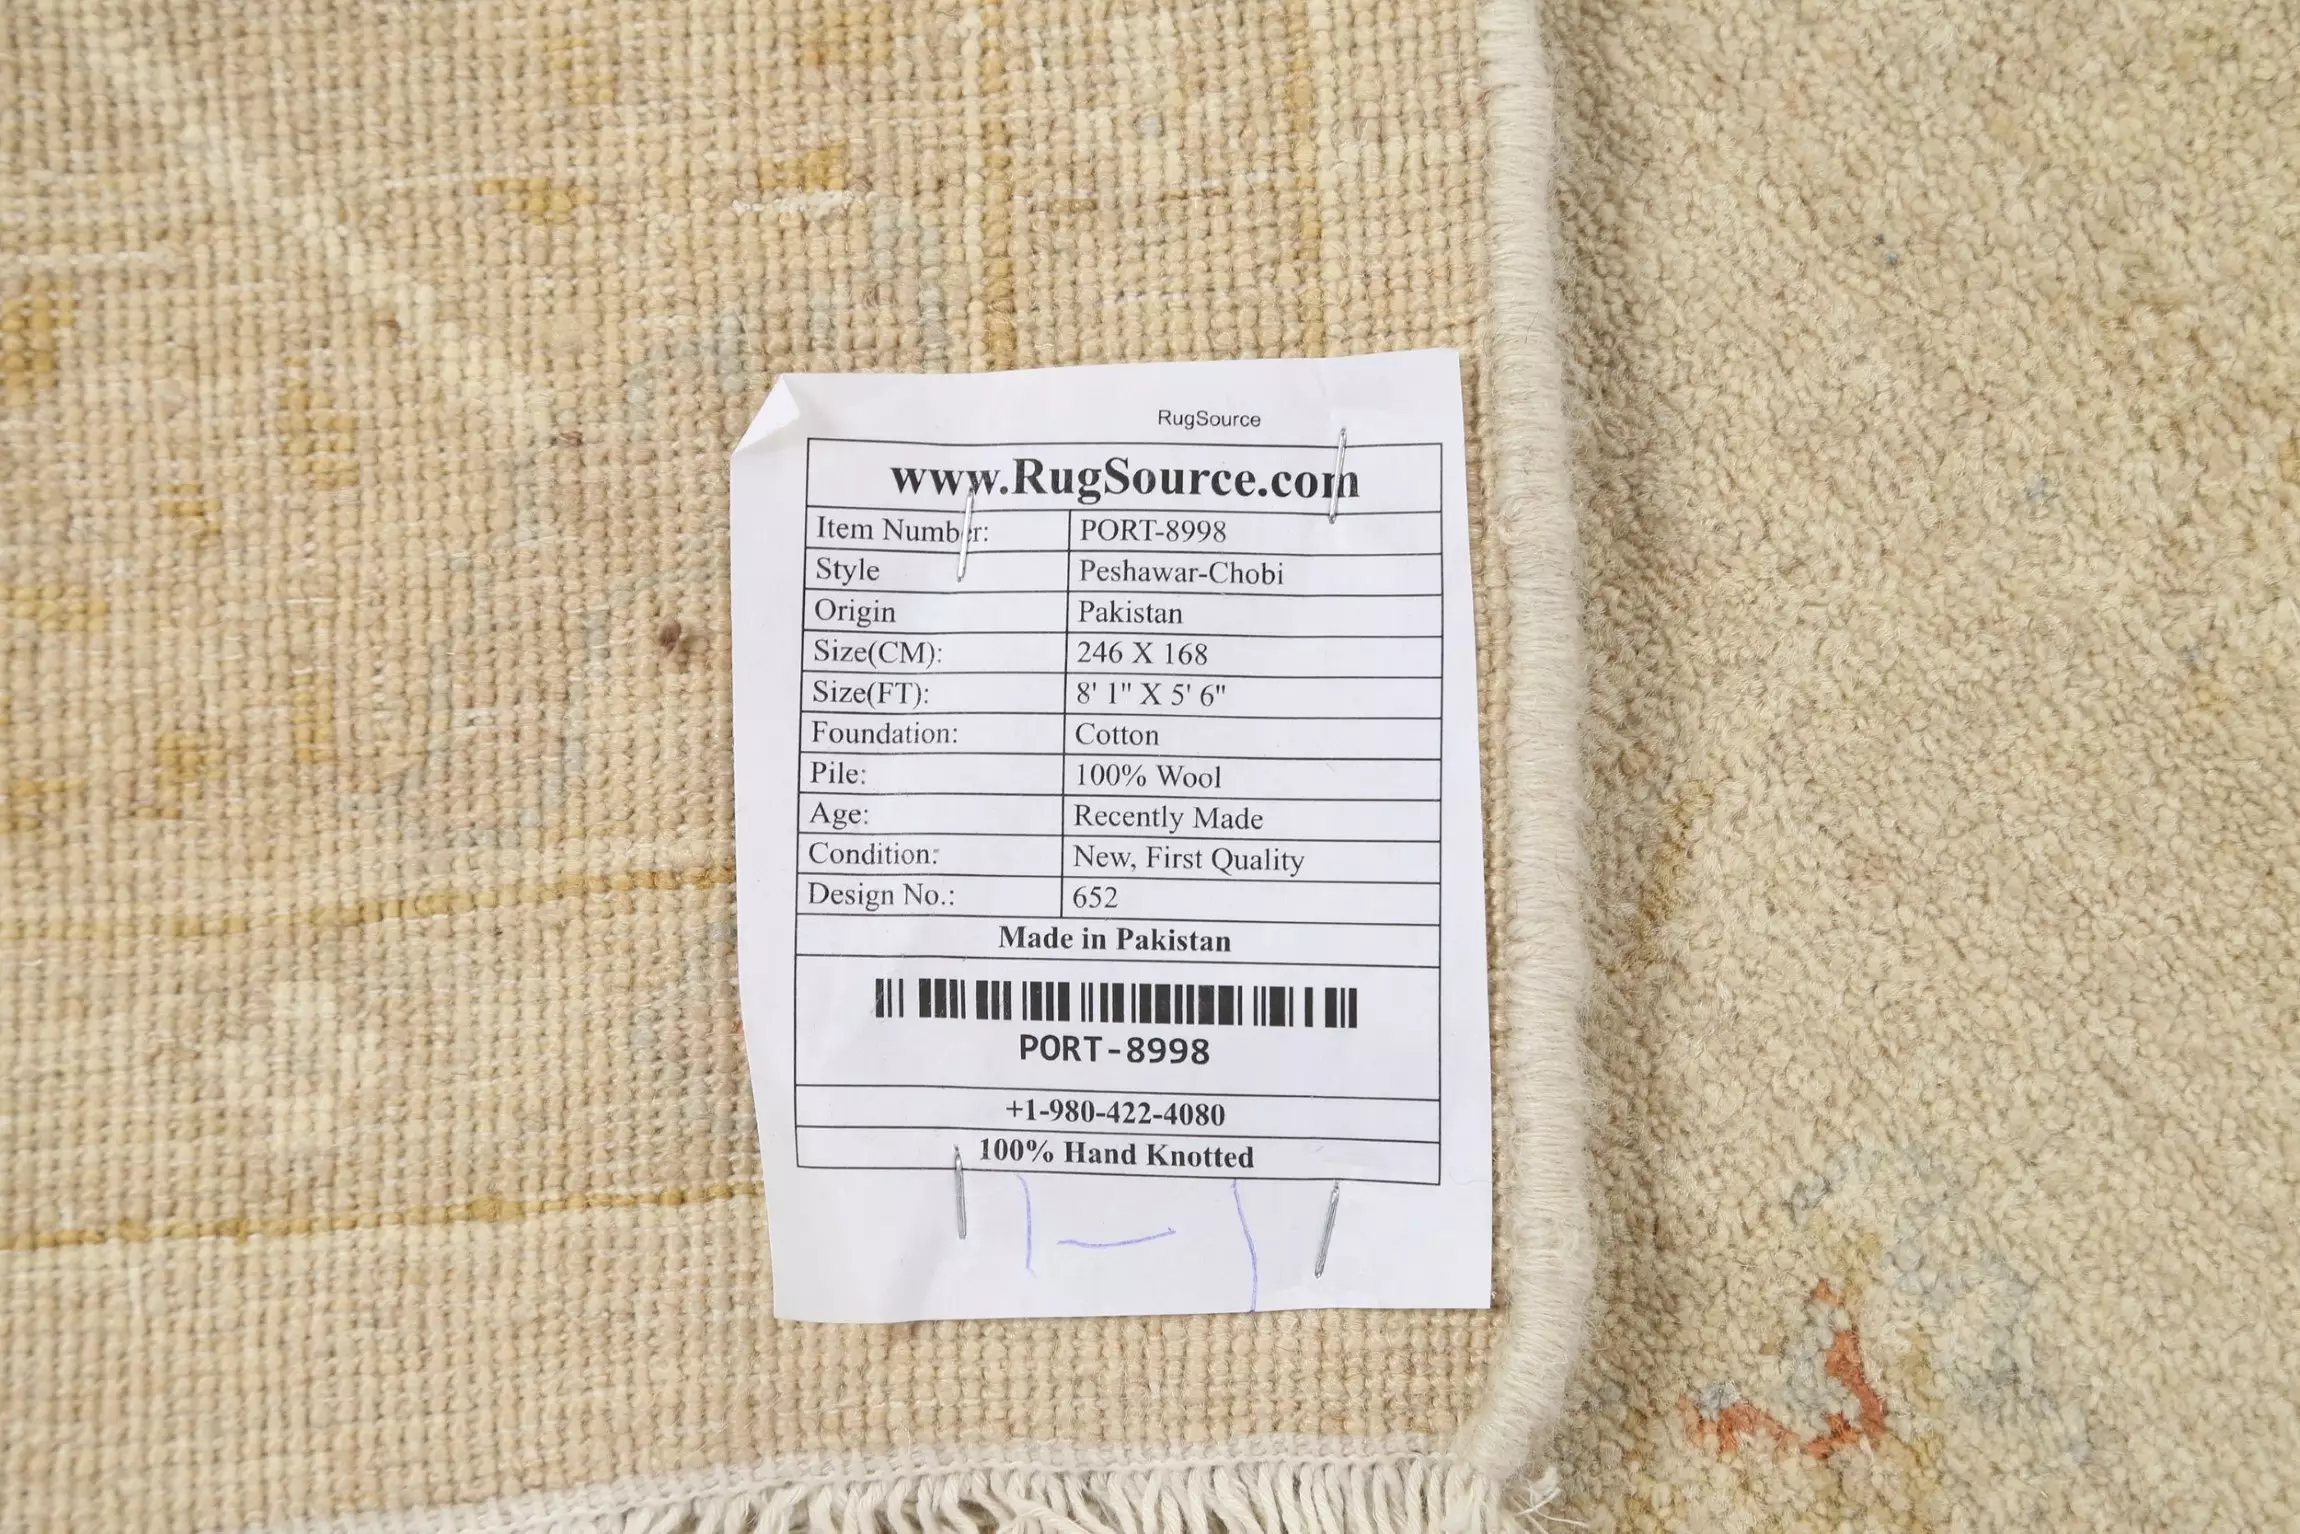 RugSource
www.RugSource.com
Item Number: PORT-8998
Style Peshawar-Chobi
Origin Pakistan
Size(CM): 246 X 168
Size(FT): 8' 1" X 5' 6"
Foundation: Cotton
Pile: 100% Wool
Age: Recently Made
Condition: New, First Quality
Design No.: 652
Made in Pakistan
PORT-8998
+1-980-422-4080
100% Hand Knotted
1-1